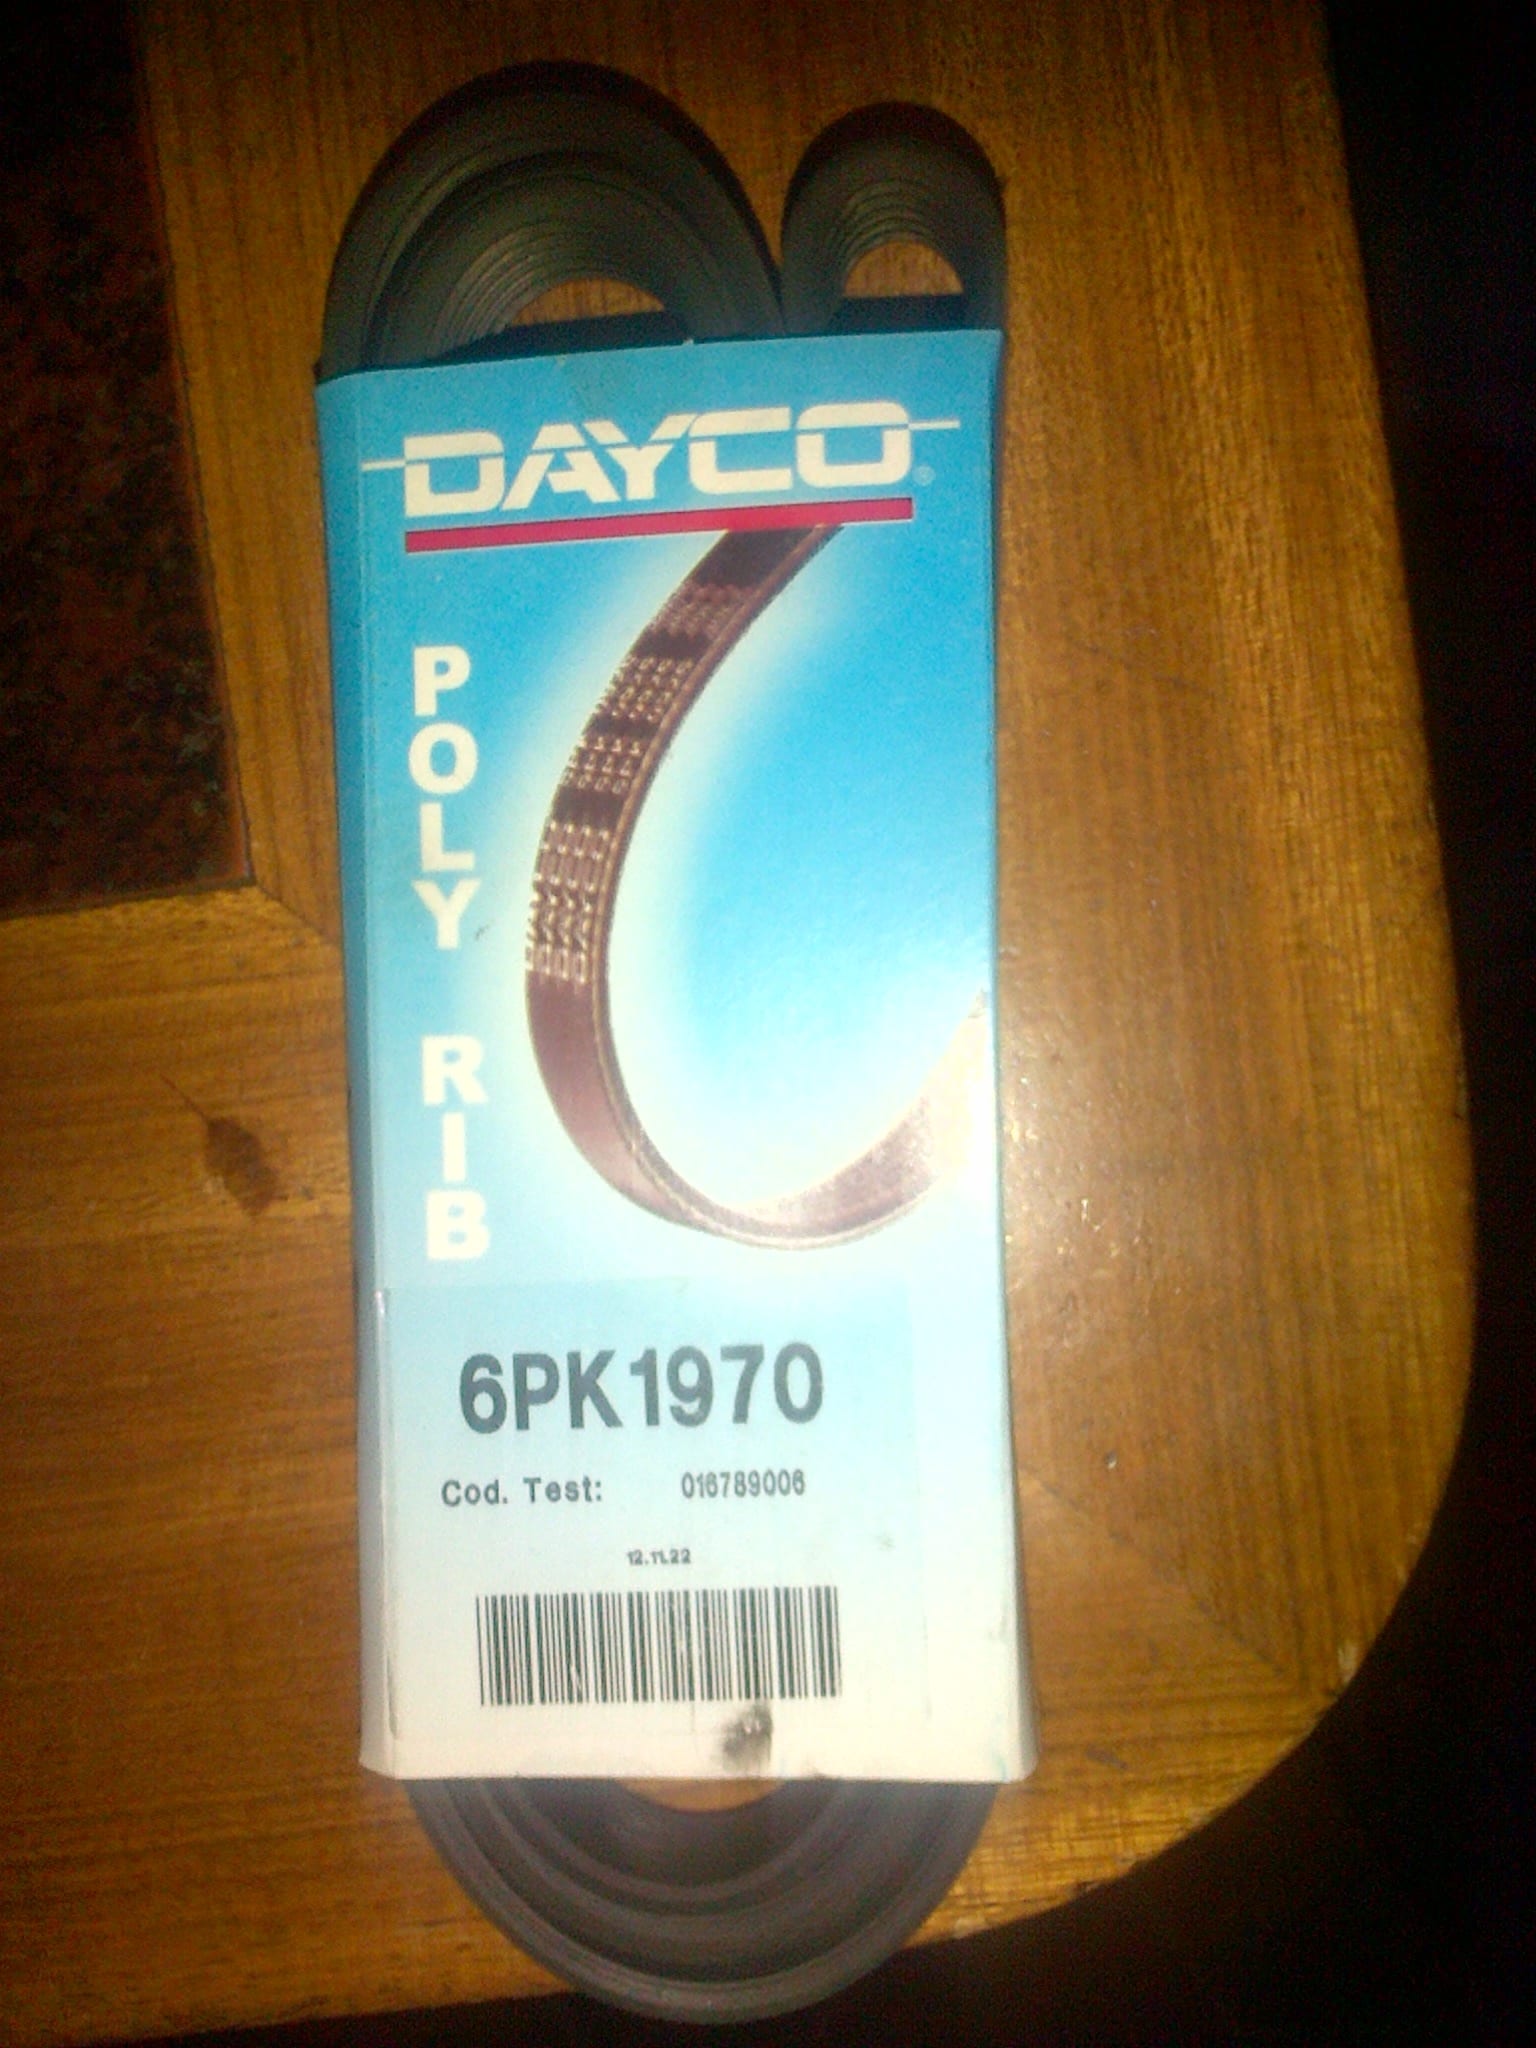 DAYCO®
POLY RIB
6PK1970
Cod. Test: 016789006
12.11.22